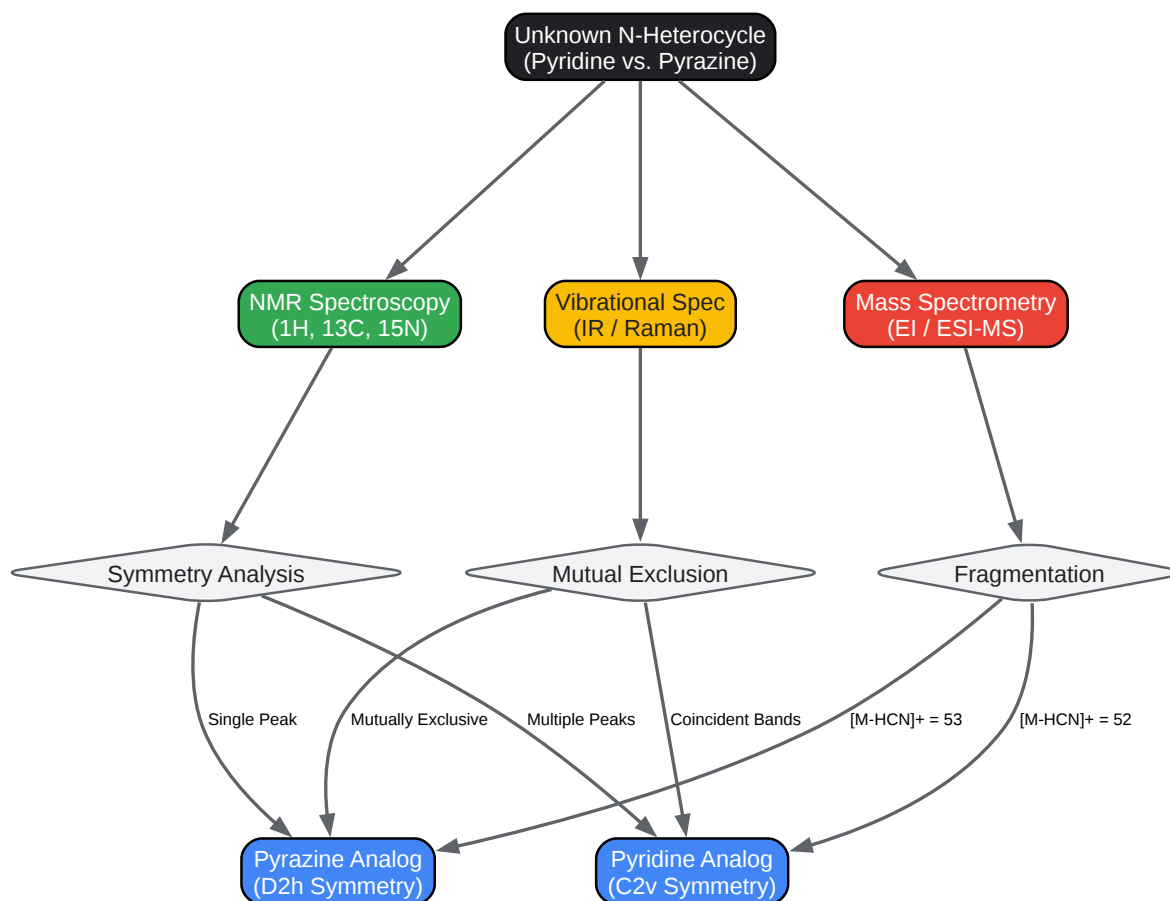 Unknown N-Heterocycle
(Pyridine vs. Pyrazine)
NMR Spectroscopy
(1H, 13C, 15N)
Vibrational Spec
(IR / Raman)
Mass Spectrometry
(EI / ESI-MS)
Symmetry Analysis
Mutual Exclusion
Fragmentation
Single Peak
Mutually Exclusive
Multiple Peaks
Coincident Bands
[M-HCN]+ = 53
[M-HCN]+ = 52
Pyrazine Analog
(D2h Symmetry)
Pyridine Analog
(C2v Symmetry)